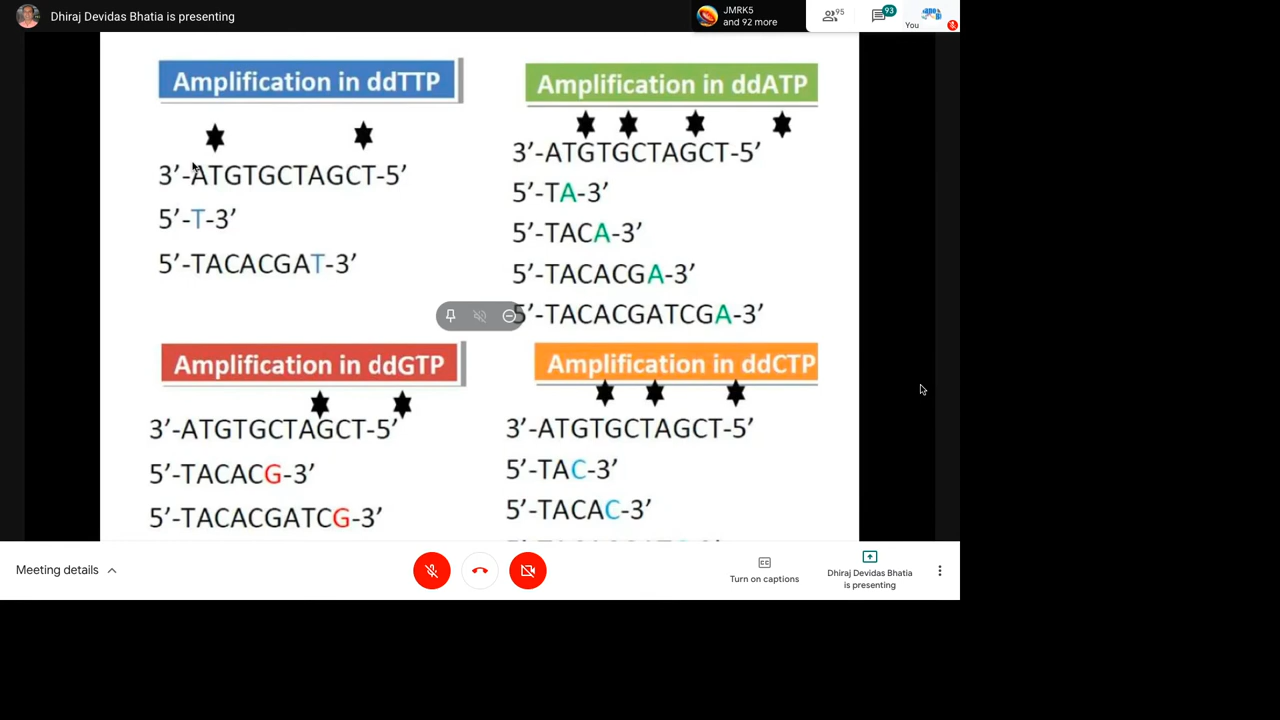 Dhiraj Devidas Bhatia is presenting
JMRK5
and 92 more
95
93
You
Amplification in ddTTP
3’-ATGTGCTAGCT-5’
5’-T-3’
5’-TACACGAT-3’
Amplification in ddATP
3’-ATGTGCTAGCT-5’
5’-TA-3’
5’-TACA-3’
5’-TACACGA-3’
5’-TACACGATCGA-3’
Amplification in ddGTP
3’-ATGTGCTAGCT-5’
5’-TACACG-3’
5’-TACACGATCG-3’
Amplification in ddCTP
3’-ATGTGCTAGCT-5’
5’-TAC-3’
5’-TACAC-3’
Meeting details
Turn on captions
Dhiraj Devidas Bhatia
is presenting